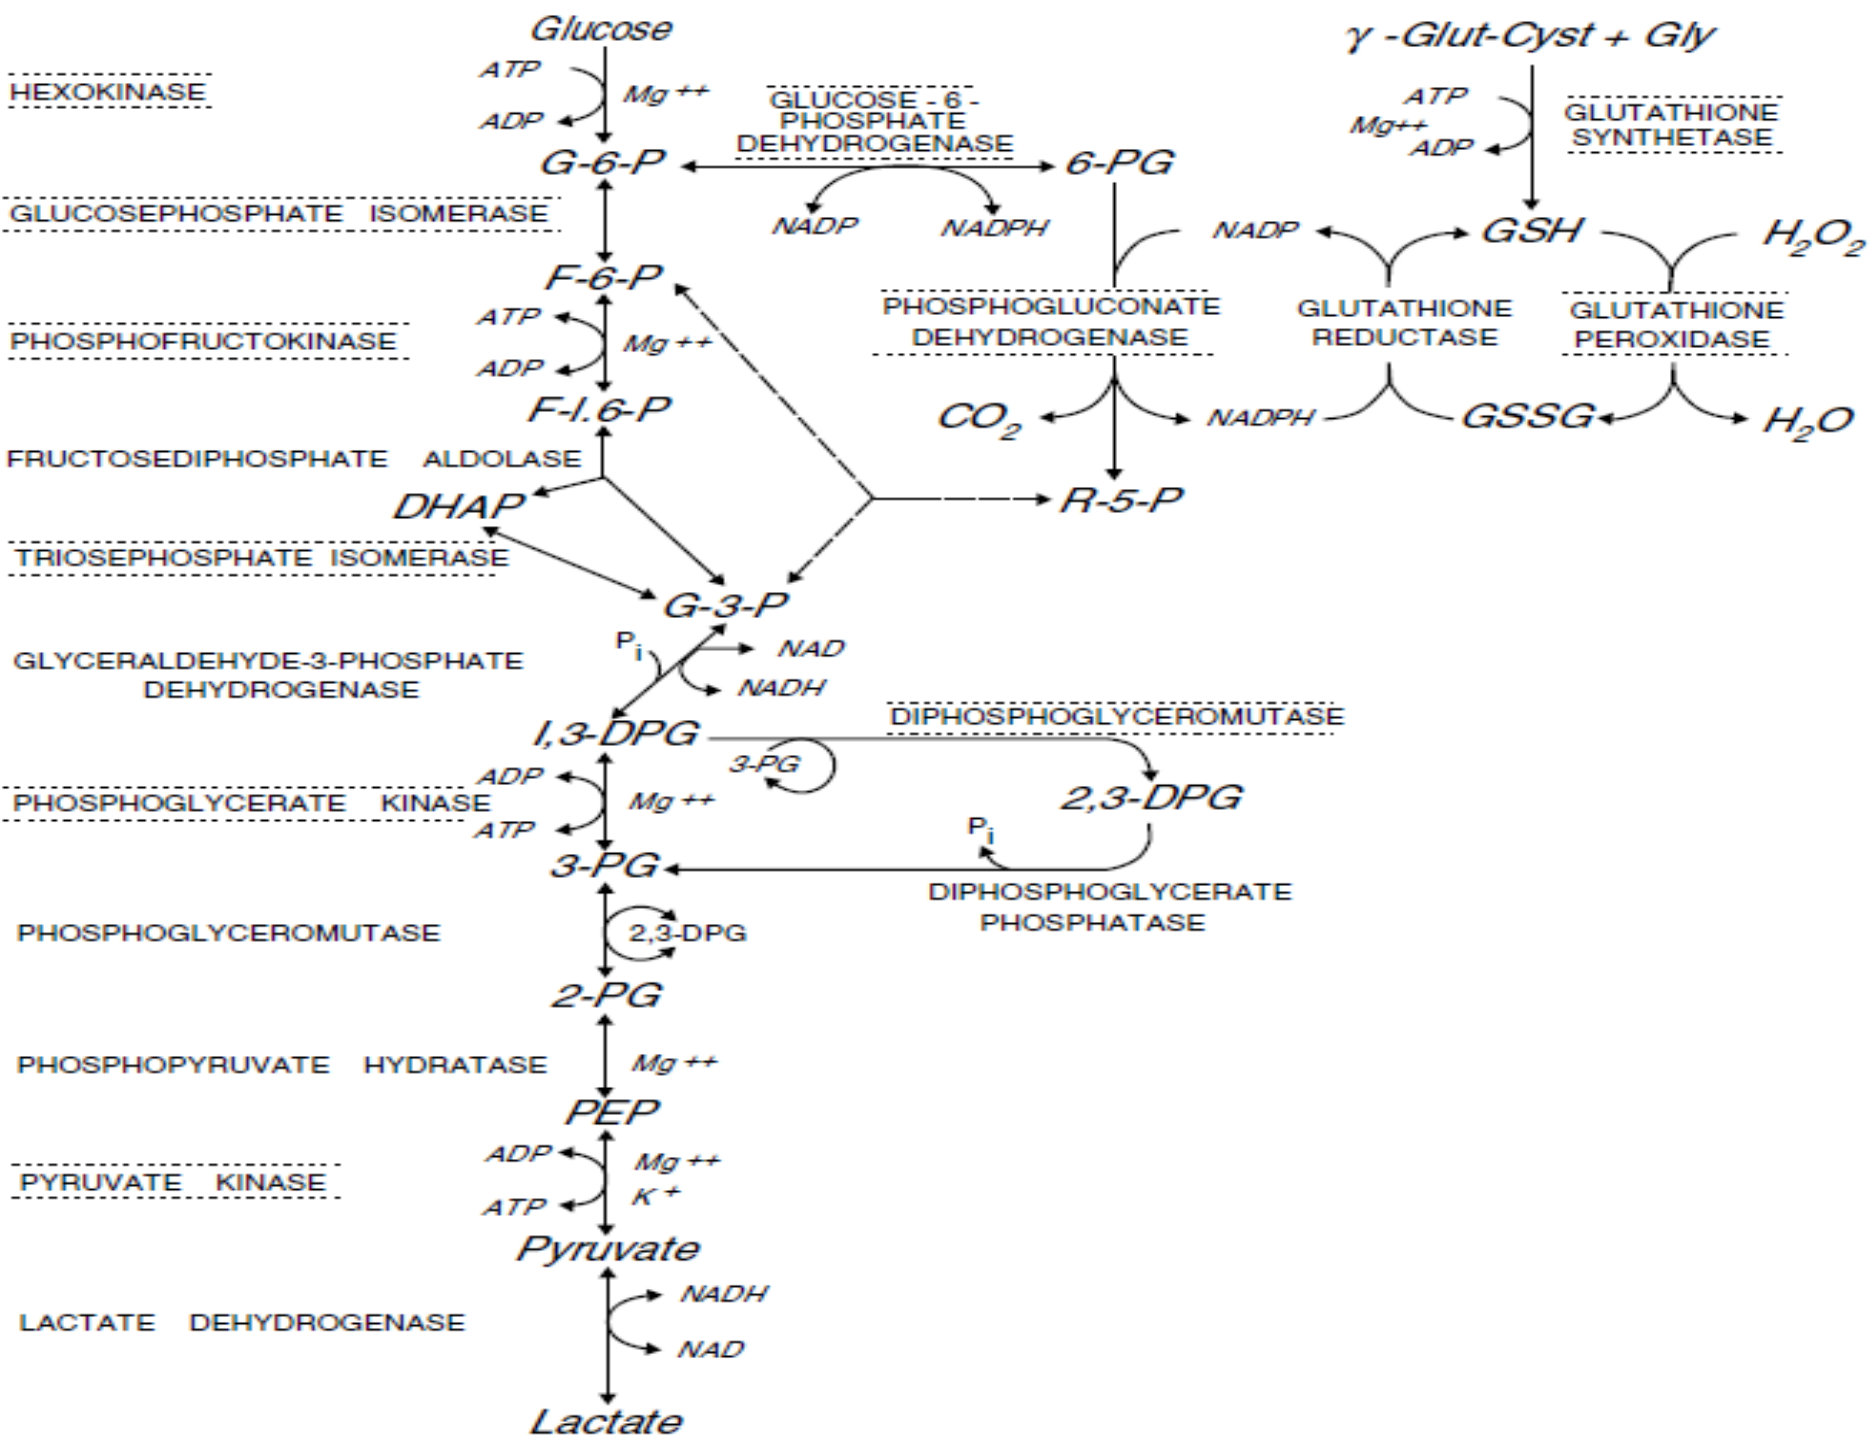 Glucose
γ -Glut-Cyst + Gly
HEXOKINASE
ATP
Mg ++
ADP
GLUCOSE - 6 -
PHOSPHATE
DEHYDROGENASE
ATP
Mg++
ADP
GLUTATHIONE
SYNTHETASE
G-6-P
6-PG
NADP
NADPH
GLUCOSEPHOSPHATE ISOMERASE
NADP
GSH
H2O2
F-6-P
PHOSPHOFRUCTOKINASE
ATP
Mg ++
ADP
PHOSPHOGLUCONATE
DEHYDROGENASE
GLUTATHIONE
REDUCTASE
GLUTATHIONE
PEROXIDASE
F-I.6-P
CO2
NADPH
GSSG
H2O
FRUCTOSEDIPHOSPHATE ALDOLASE
DHAP
R-5-P
TRIOSEPHOSPHATE ISOMERASE
G-3-P
Pi
NAD
NADH
GLYCERALDEHYDE-3-PHOSPHATE
DEHYDROGENASE
I,3-DPG
DIPHOSPHOGLYCEROMUTASE
3-PG
2,3-DPG
ADP
PHOSPHOGLYCERATE KINASE
Mg ++
ATP
Pi
3-PG
DIPHOSPHOGLYCERATE
PHOSPHATASE
PHOSPHOGLYCEROMUTASE
2,3-DPG
2-PG
PHOSPHOPYRUVATE HYDRATASE
Mg ++
PEP
ADP
Mg ++
PYRUVATE KINASE
K +
ATP
Pyruvate
NADH
LACTATE DEHYDROGENASE
NAD
Lactate